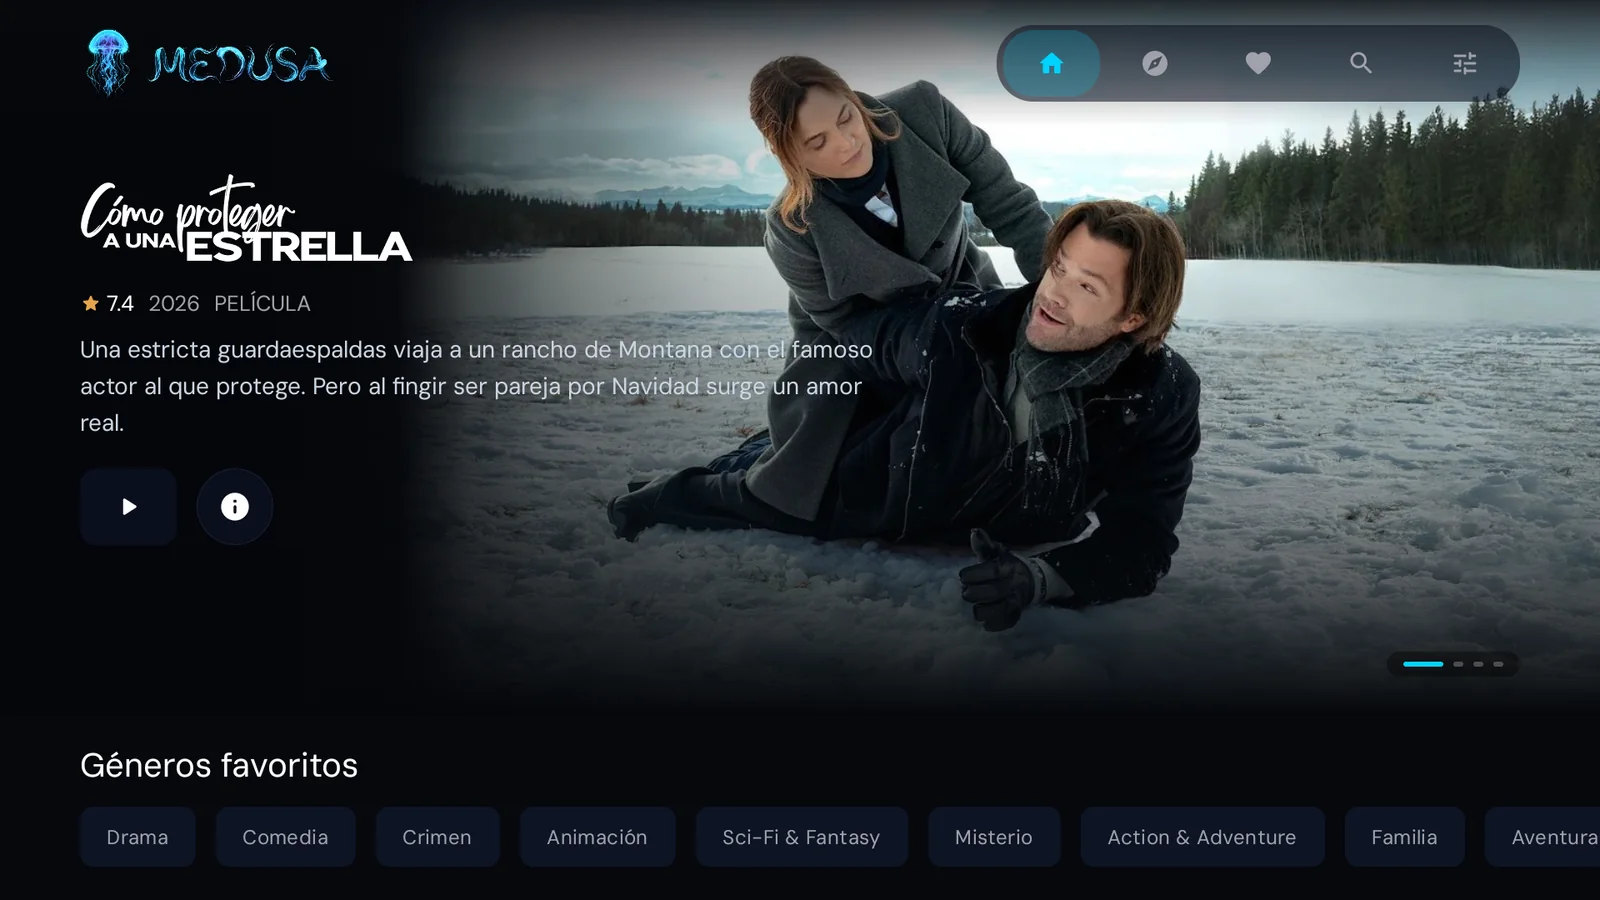 MEDUSA
Cómo proteger
A UNA ESTRELLA
7.4 2026 PELÍCULA
Una estricta guardaespaldas viaja a un rancho de Montana con el famoso
actor al que protege. Pero al fingir ser pareja por Navidad surge un amor
real.
Géneros favoritos
Drama Comedia Crimen Animación Sci-Fi & Fantasy Misterio Action & Adventure Familia Aventura